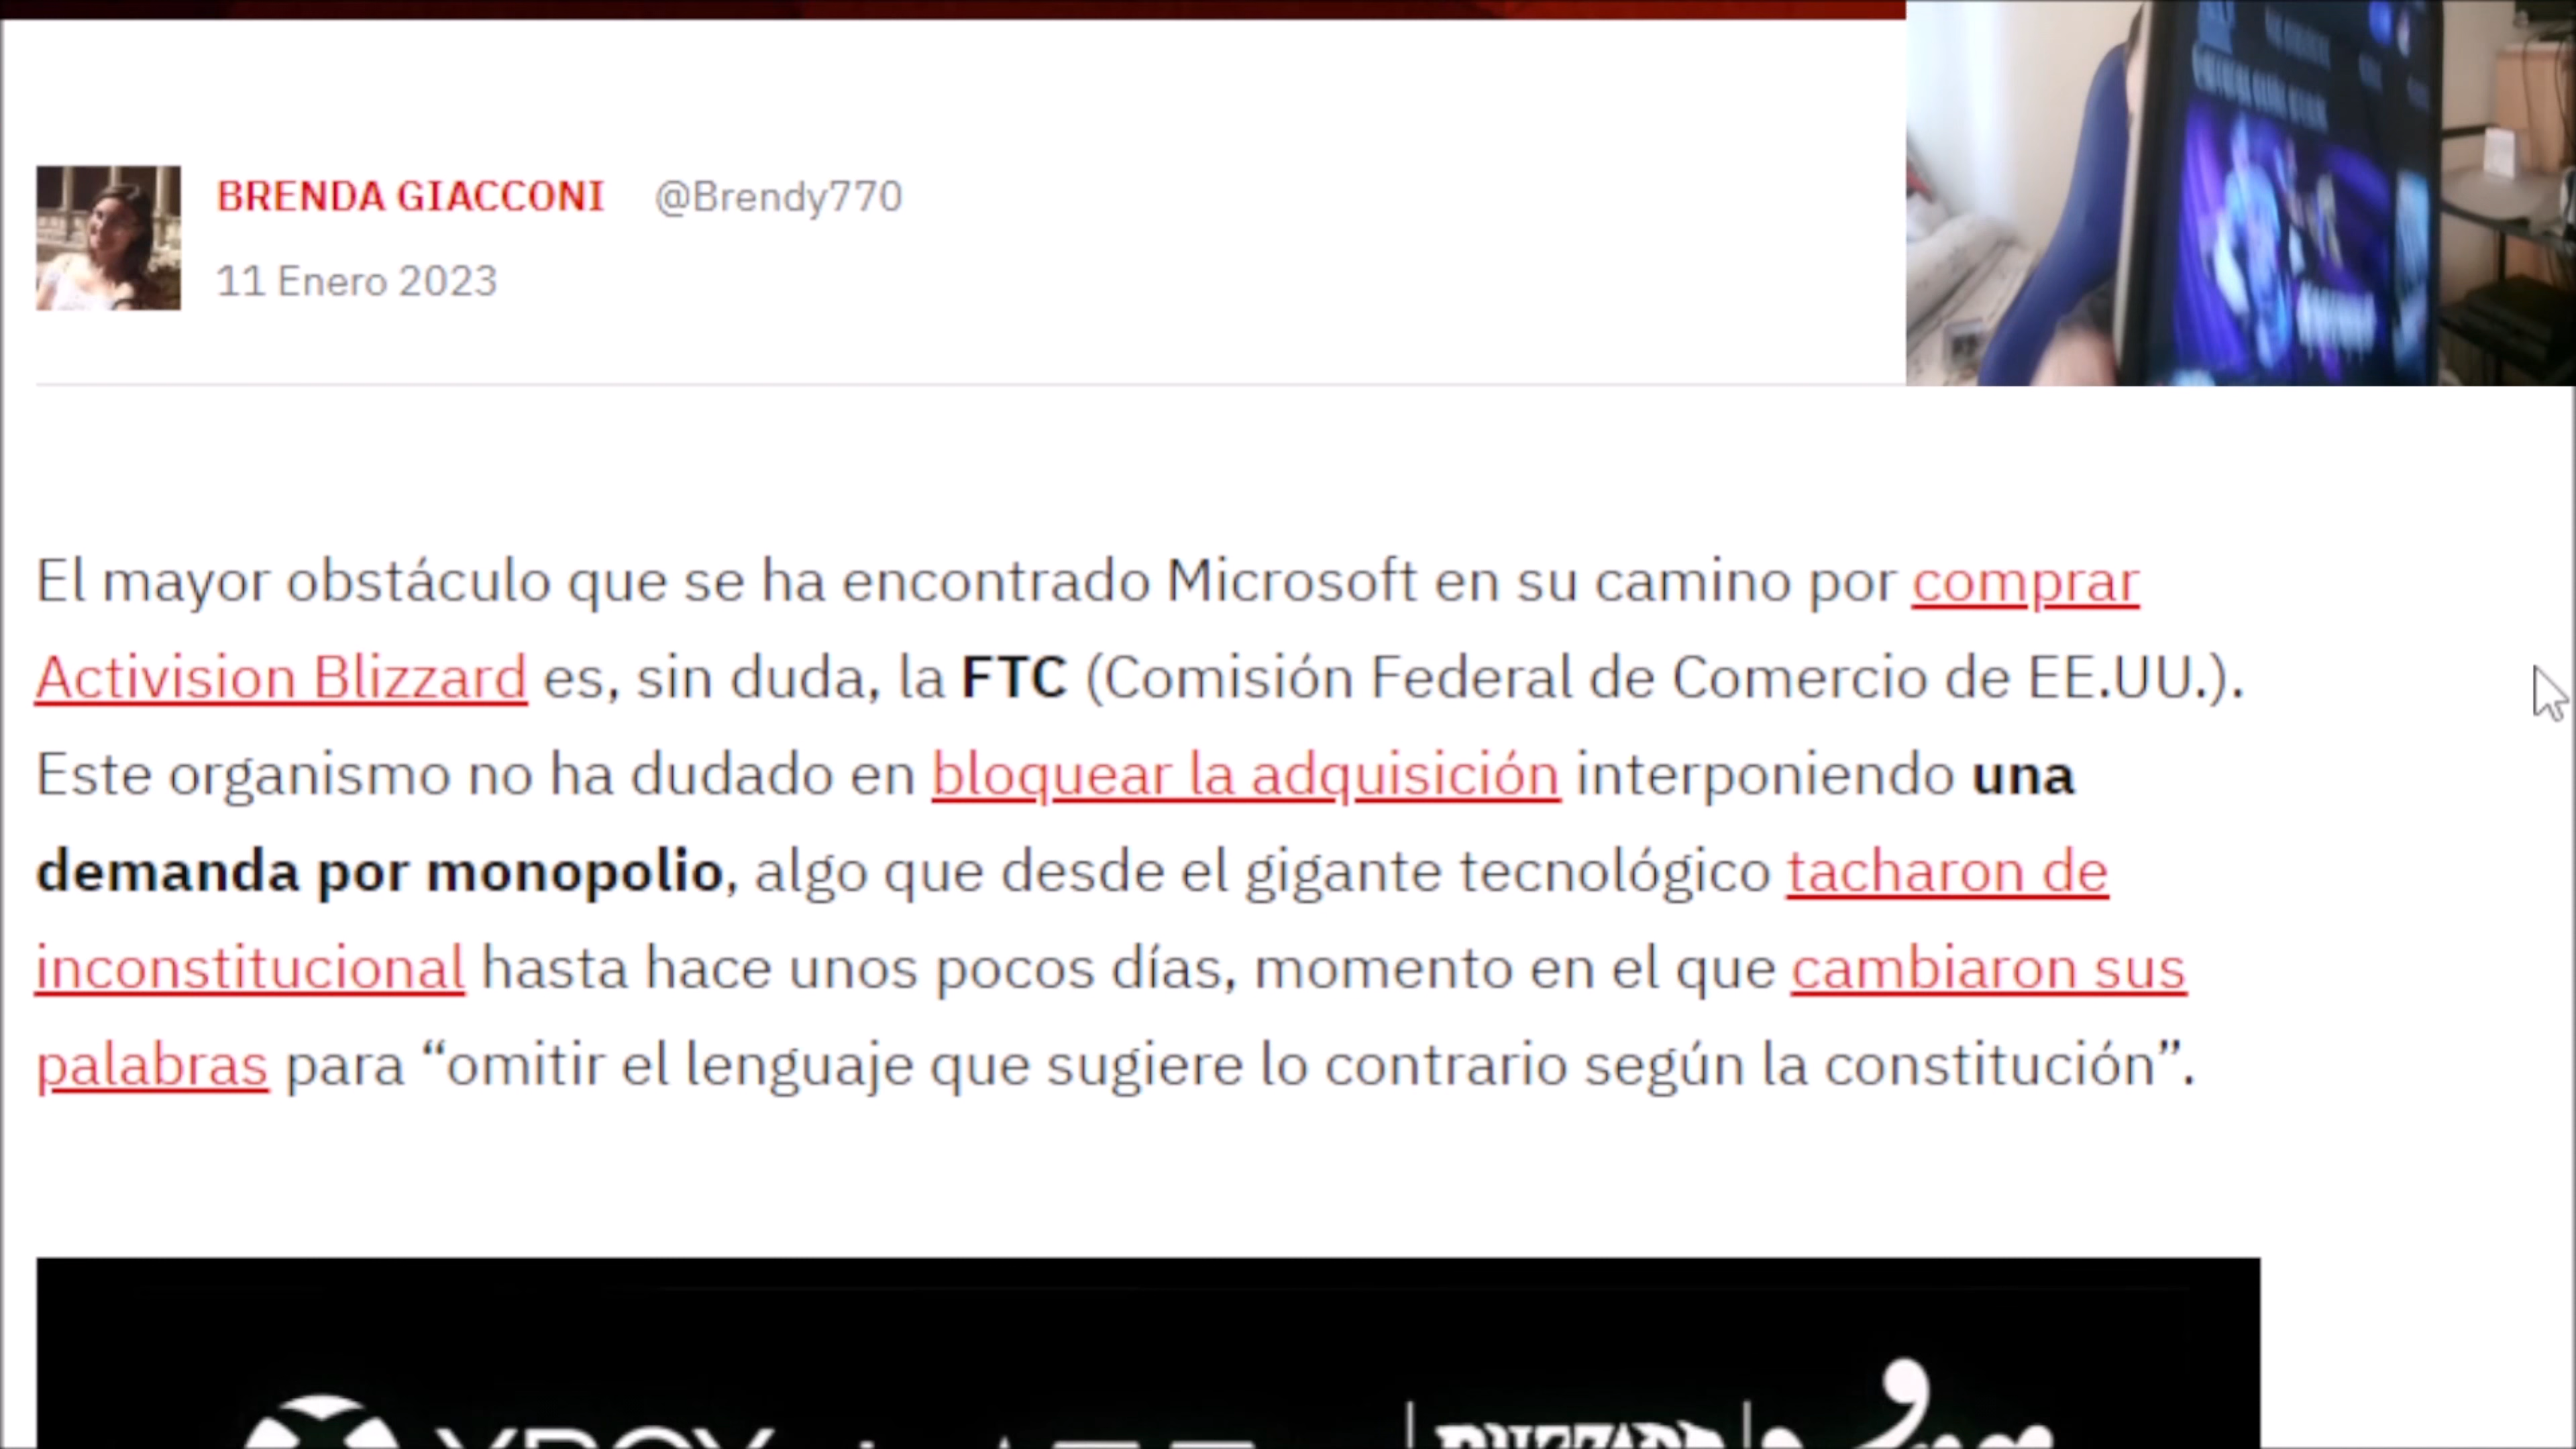 BRENDA GIACCONI @Brendy770
11 Enero 2023
El mayor obstáculo que se ha encontrado Microsoft en su camino por comprar
Activision Blizzard es, sin duda, la FTC (Comisión Federal de Comercio de EE.UU.).
Este organismo no ha dudado en bloquear la adquisición interponiendo una
demanda por monopolio, algo que desde el gigante tecnológico tacharon de
inconstitucional hasta hace unos pocos días, momento en el que cambiaron sus
palabras para “omitir el lenguaje que sugiere lo contrario según la constitución”.
XBOX
BLIZZARD